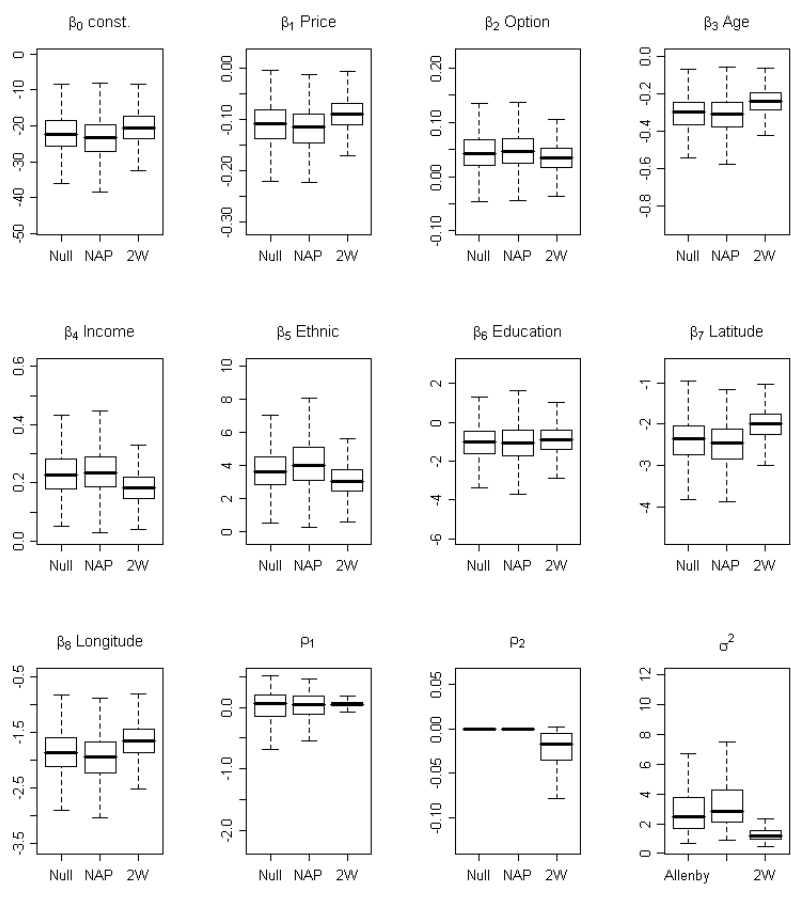 β0 const.
β1 Price
β2 Option
β3 Age
0
-10
-20
-30
-40
-50
Null NAP 2W
0.00
-0.10
-0.20
-0.30
Null NAP 2W
0.20
0.10
0.00
-0.10
Null NAP 2W
0.0
-0.2
-0.4
-0.6
-0.8
Null NAP 2W
β4 Income
β5 Ethnic
β6 Education
β7 Latitude
0.6
0.4
0.2
0.0
Null NAP 2W
10
8
6
4
2
0
Null NAP 2W
2
0
-2
-4
-6
Null NAP 2W
-1
-2
-3
-4
Null NAP 2W
β8 Longitude
ρ1
ρ2
σ2
-0.5
-1.5
-2.5
-3.5
Null NAP 2W
0.0
-1.0
-2.0
Null NAP 2W
0.05
0.00
-0.05
-0.10
Null NAP 2W
12
10
8
6
4
2
0
Allenby 2W